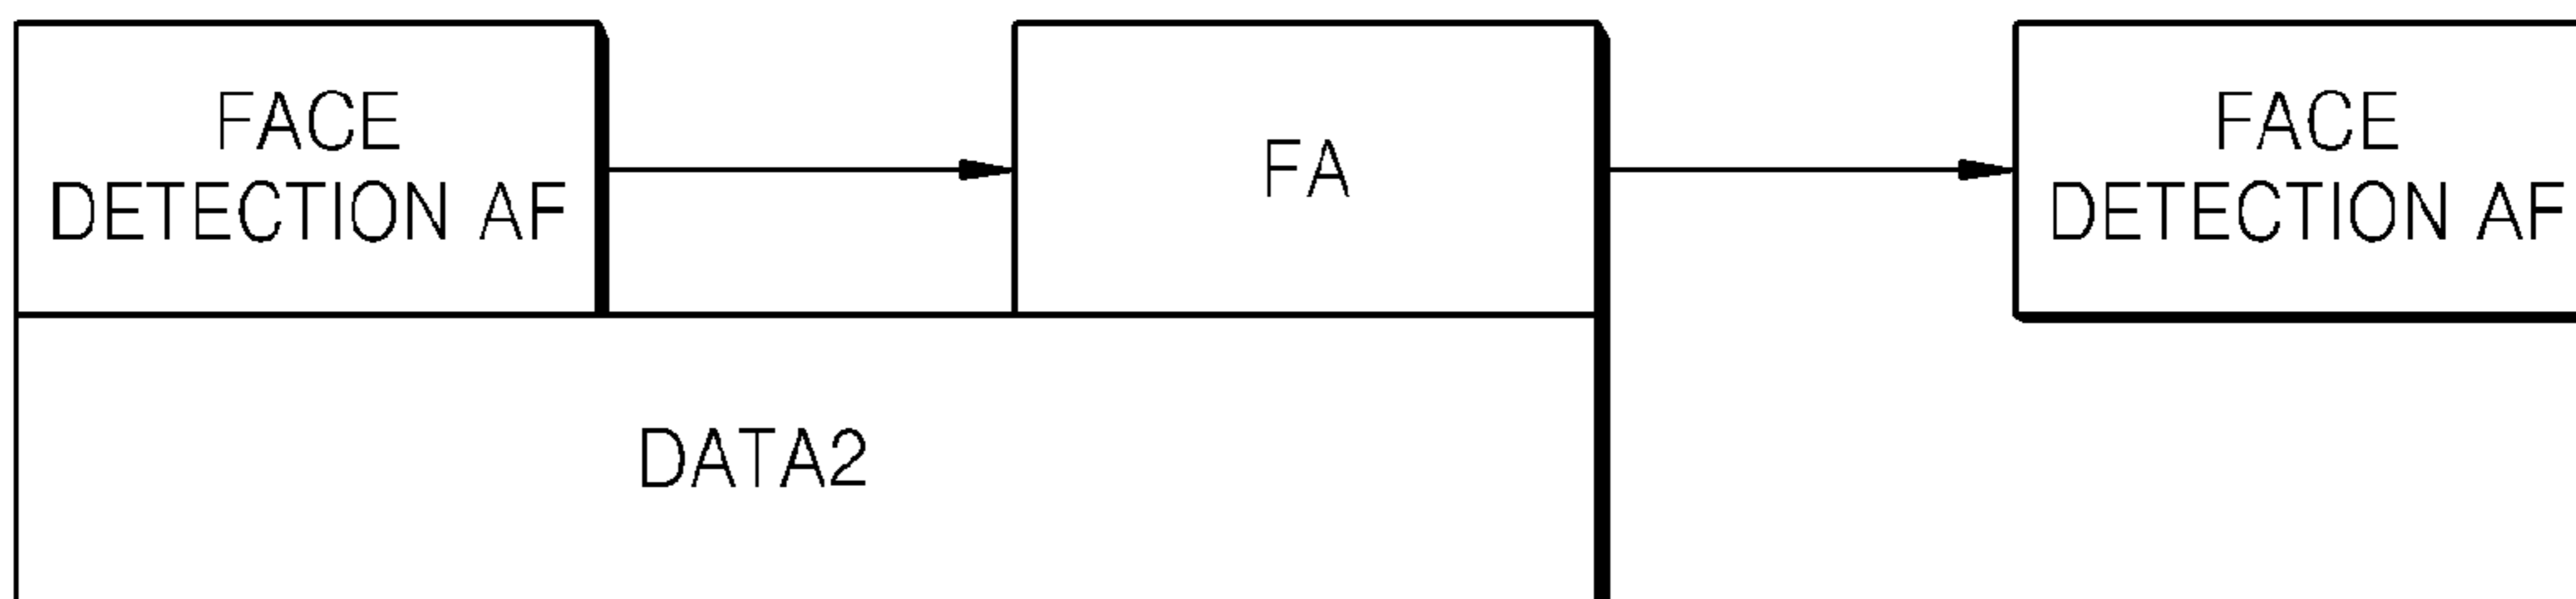 FACE
DETECTION AF
FA
FACE
DETECTION AF
DATA2